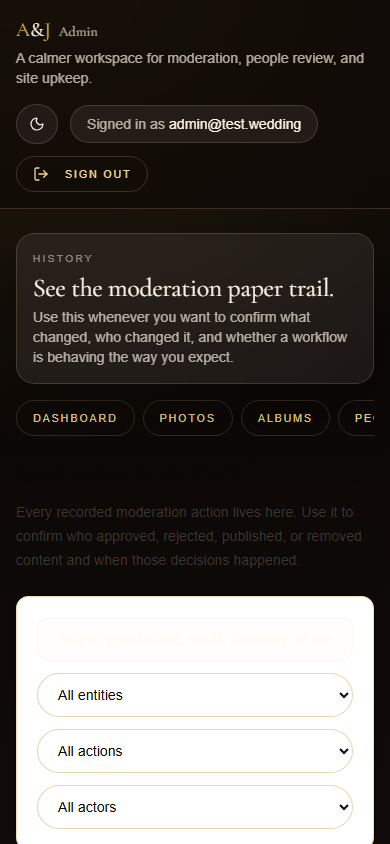 A&J Admin
A calmer workspace for moderation, people review, and
site upkeep.
Signed in as admin@test.wedding
SIGN OUT
HISTORY
See the moderation paper trail.
Use this whenever you want to confirm what
changed, who changed it, and whether a workflow
is behaving the way you expect.
DASHBOARD PHOTOS ALBUMS
Every recorded moderation action lives here. Use it to
confirm who approved, rejected, published, or removed
content and when those decisions happened.
All entities
All actions
All actors